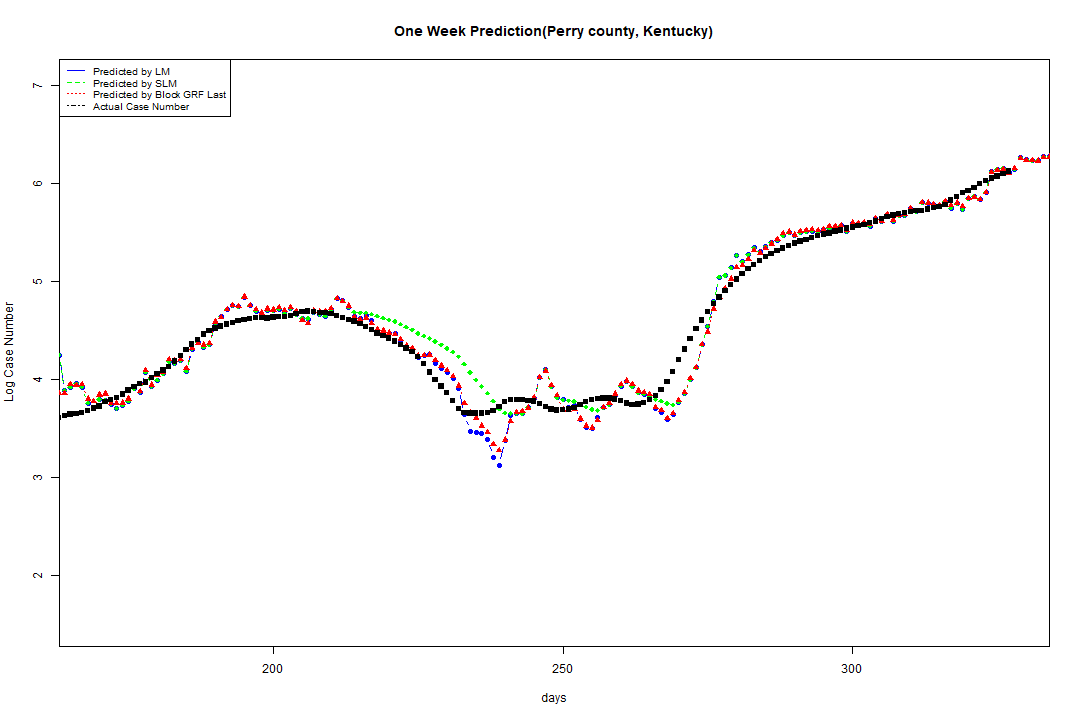 One Week Prediction(Perry county, Kentucky)
Predicted by LM
Predicted by SLM
Predicted by Block GRF Last
Actual Case Number
7
6
5
4
3
2
Log Case Number
200 250 300
days